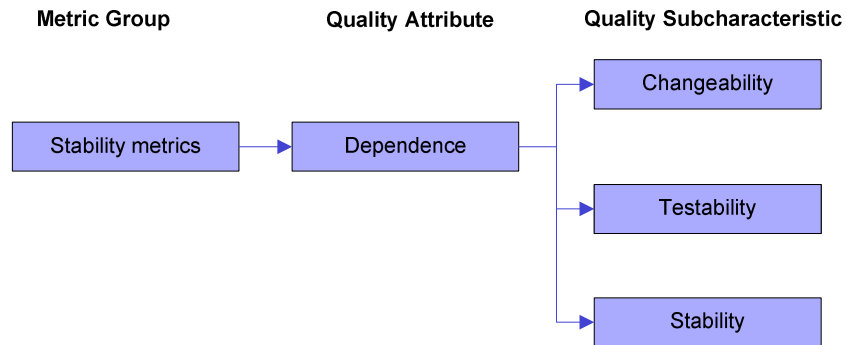 Metric Group
Quality Attribute
Quality Subcharacteristic
Changeability
Stability metrics
Dependence
Testability
Stability